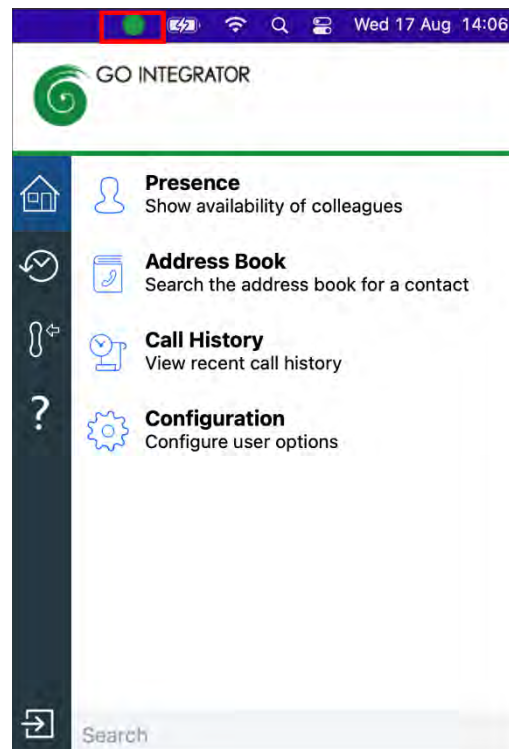 Wed 17 Aug 14:06
GO INTEGRATOR
Presence
Show availability of colleagues
Address Book
Search the address book for a contact
Call History
View recent call history
Configuration
Configure user options
?
Search